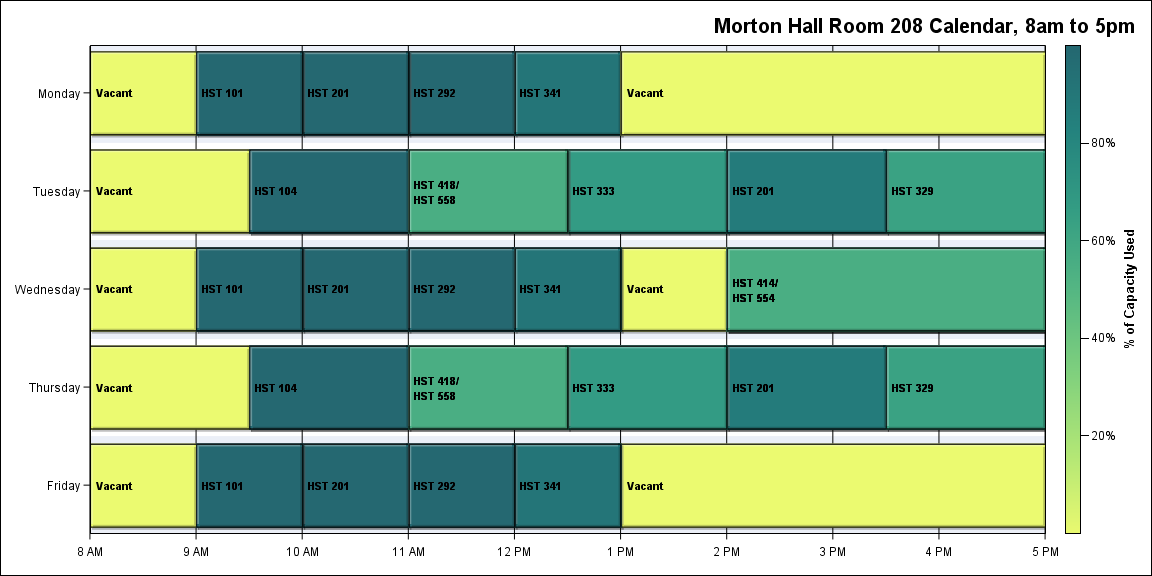 Morton Hall Room 208 Calendar, 8am to 5pm
Monday
Vacant
HST 101
HST 201
HST 292
HST 341
Vacant
Tuesday
Vacant
HST 104
HST 418/
HST 558
HST 333
HST 201
HST 329
Wednesday
Vacant
HST 101
HST 201
HST 292
HST 341
Vacant
HST 414/
HST 554
Thursday
Vacant
HST 104
HST 418/
HST 558
HST 333
HST 201
HST 329
Friday
Vacant
HST 101
HST 201
HST 292
HST 341
Vacant
8 AM
9 AM
10 AM
11 AM
12 PM
1 PM
2 PM
3 PM
4 PM
5 PM
80%
60%
40%
20%
% of Capacity Used